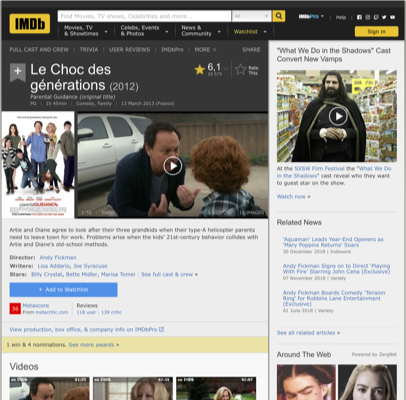 IMDb
Find Movies, TV shows, Celebrities and more...
All
Movies, TV
& Showtimes
Celebs, Events
& Photos
News &
Community
Watchlist
IMDbPro
Help
Sign in
FULL CAST AND CREW | TRIVIA | USER REVIEWS | IMDbPro | MORE
SHARE
Le Choc des
générations (2012)
Parental Guidance (original title)
PG | 1h 45min | Comedy, Family | 13 March 2013 (France)
6,1
Rate
This
IMAGES
Artie and Diane agree to look after their three grandkids when their type-A helicopter parents
need to leave town for work. Problems arise when the kids' 21st-century behavior collides with
Artie and Diane's old-school methods.
Director: Andy Fickman
Writers: Lisa Addario, Joe Syracuse
Stars: Billy Crystal, Bette Midler, Marisa Tomei | See full cast & crew »
+ Add to Watchlist
Metascore
From metacritic.com
Reviews
118 user | 139 critic
View production, box office, & company info on IMDbPro
1 win & 4 nominations. See more awards »
Videos
"What We Do in the Shadows" Cast
Convert New Vamps
At the SXSW Film Festival the "What We Do
in the Shadows" cast reveal who they want
to guest star on the show.
Watch now »
Related News
'Aquaman' Leads Year-End Openers as
'Mary Poppins Returns' Soars
30 December 2018 | Variety
Andy Fickman Signs on to Direct 'Playing
With Fire' Starring John Cena (Exclusive)
07 November 2018 | Variety
Andy Fickman Boards Comedy 'Tension
Ring' for Robbins Lane Entertainment
(Exclusive)
01 June 2018 | Variety
See all related articles »
Around The Web
Powered by ZergNet